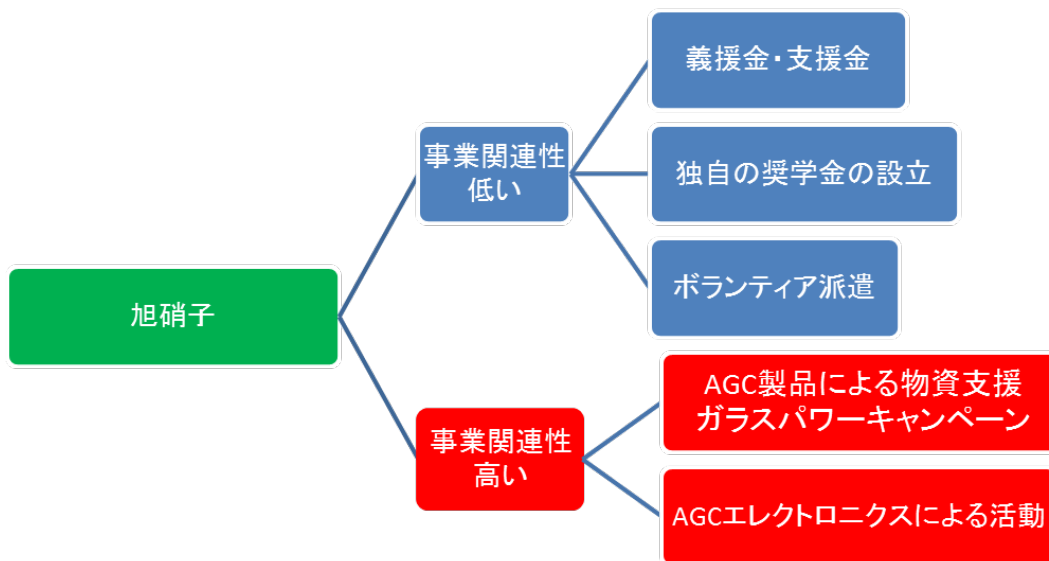 義援金・支援金
事業関連性
低い
独自の奨学金の設立
ボランティア派遣
旭硝子
AGC製品による物資支援
ガラスパワーキャンペーン
事業関連性
高い
AGCエレクトロニクスによる活動